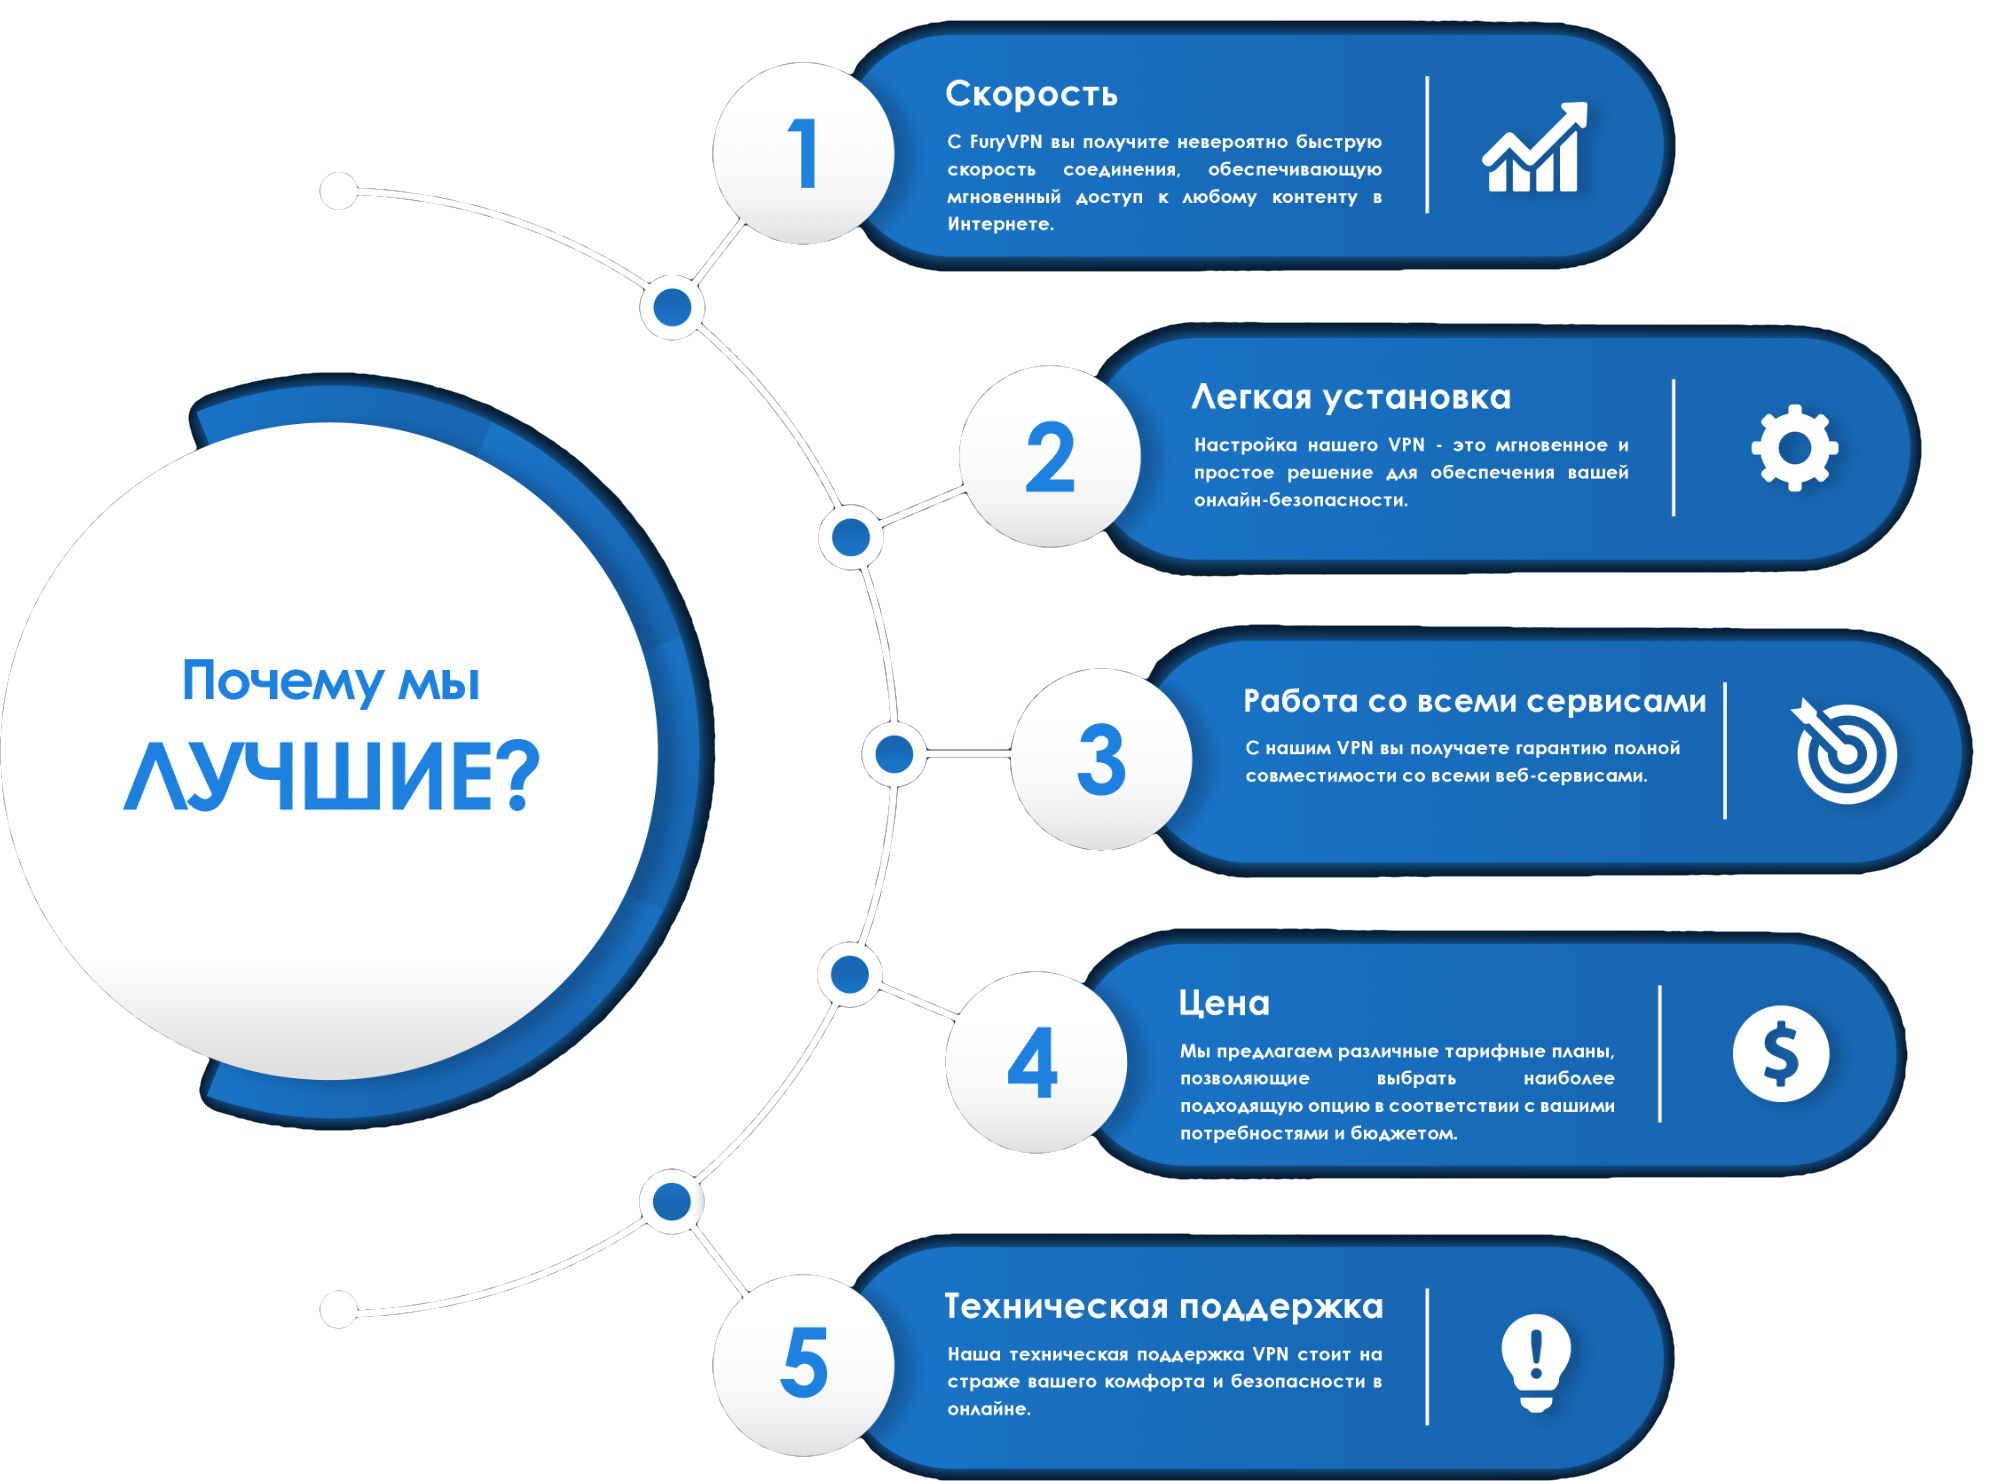 Почему мы
ЛУЧШИЕ?
1
Скорость
С FuryVPN вы получите невероятно быструю
скорость соединения, обеспечивающую
мгновенный доступ к любому контенту в
Интернете.
2
Легкая установка
Настройка нашего VPN - это мгновенное и
простое решение для обеспечения вашей
онлайн-безопасности.
3
Работа со всеми сервисами
С нашим VPN вы получаете гарантию полной
совместимости со всеми веб-сервисами.
4
Цена
Мы предлагаем различные тарифные планы,
позволяющие выбрать наиболее
подходящую опцию в соответствии с вашими
потребностями и бюджетом.
$
5
Техническая поддержка
Наша техническая поддержка VPN стоит на
страже вашего комфорта и безопасности в
онлайне.
!